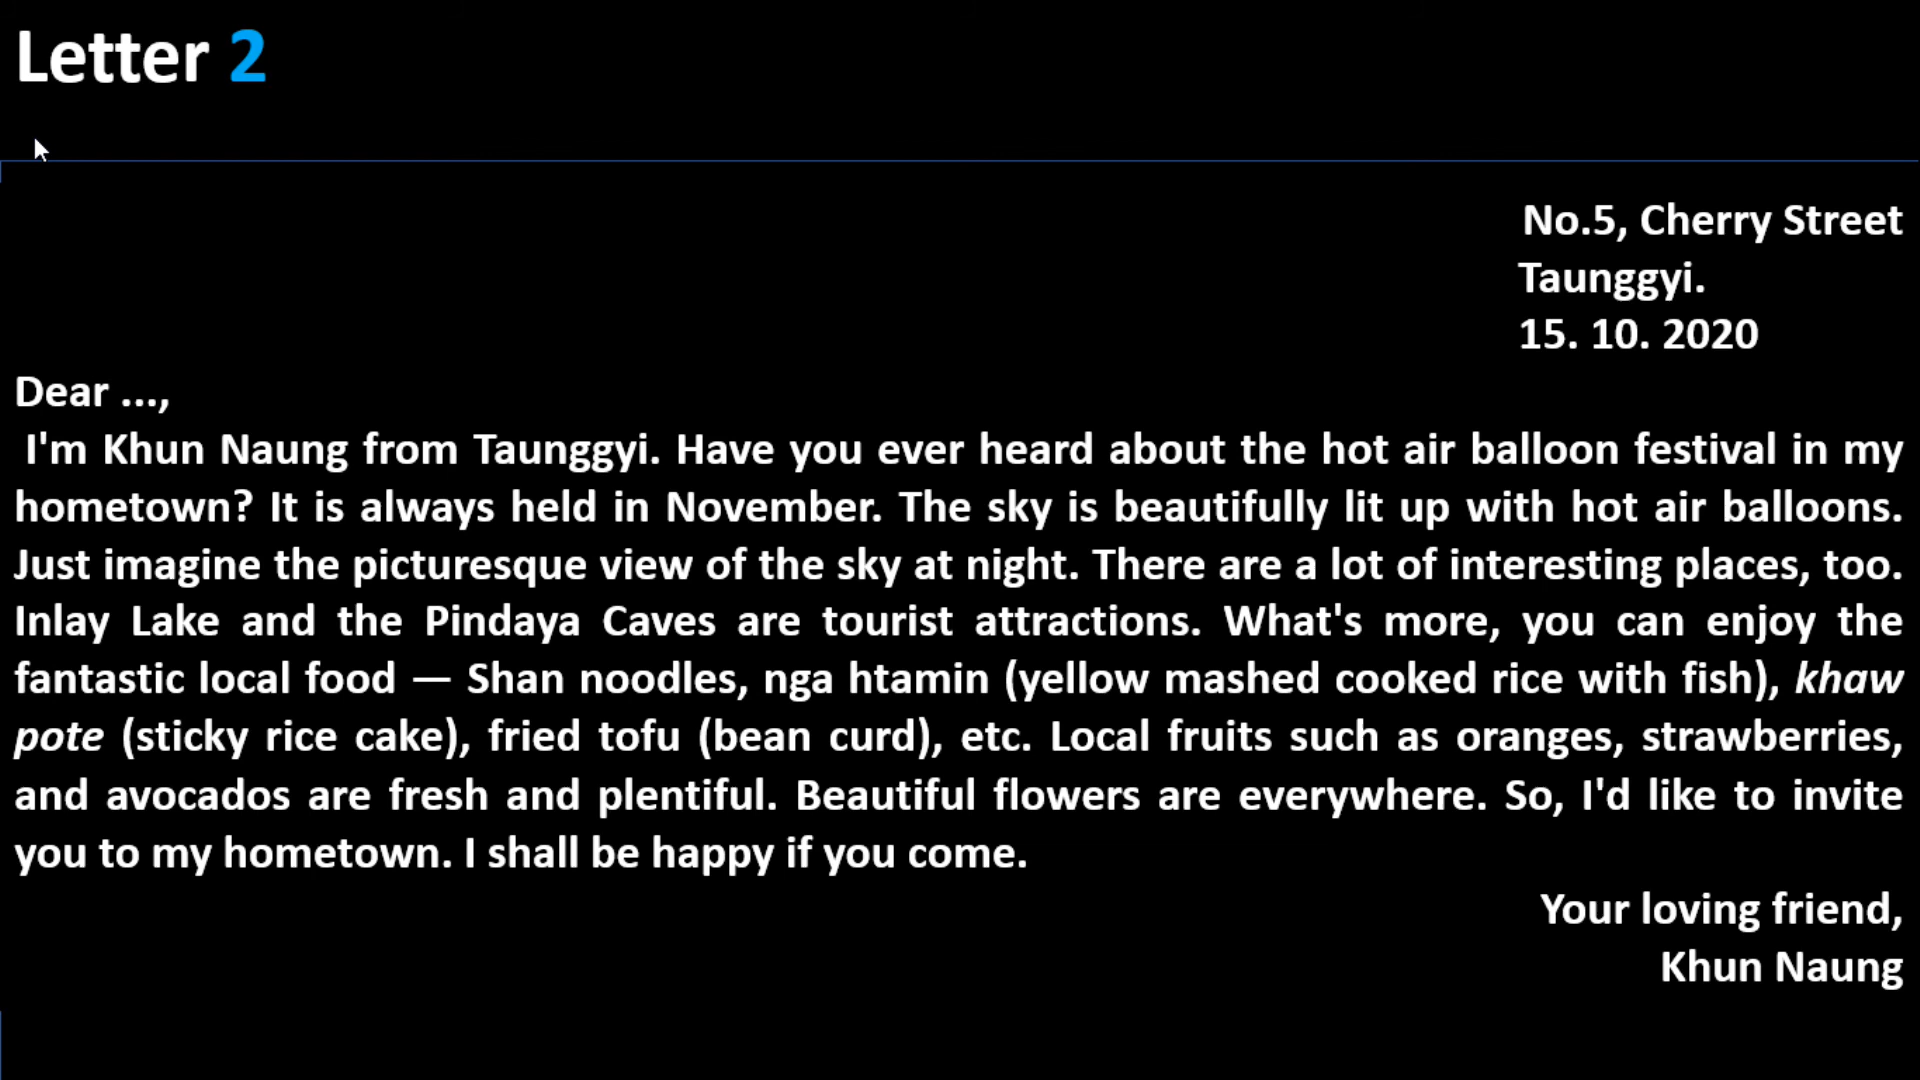 Letter 2
No.5, Cherry Street
Taunggyi.
15. 10. 2020
Dear ...,
I'm Khun Naung from Taunggyi. Have you ever heard about the hot air balloon festival in my
hometown? It is always held in November. The sky is beautifully lit up with hot air balloons.
Just imagine the picturesque view of the sky at night. There are a lot of interesting places, too.
Inlay Lake and the Pindaya Caves are tourist attractions. What's more, you can enjoy the
fantastic local food — Shan noodles, nga htamin (yellow mashed cooked rice with fish), khaw
pote (sticky rice cake), fried tofu (bean curd), etc. Local fruits such as oranges, strawberries,
and avocados are fresh and plentiful. Beautiful flowers are everywhere. So, I'd like to invite
you to my hometown. I shall be happy if you come.
Your loving friend,
Khun Naung